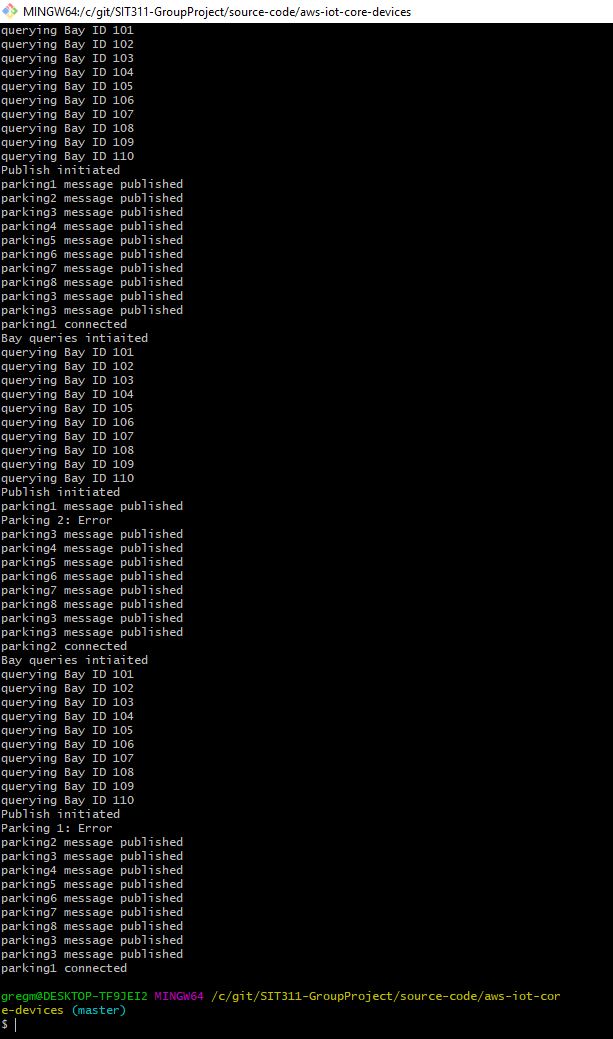 MINGW64:/c/git/SIT311-GroupProject/source-code/aws-iot-core-devices
querying Bay ID 101
querying Bay ID 102
querying Bay ID 103
querying Bay ID 104
querying Bay ID 105
querying Bay ID 106
querying Bay ID 107
querying Bay ID 108
querying Bay ID 109
querying Bay ID 110
Publish initiated
parking1 message published
parking2 message published
parking3 message published
parking4 message published
parking5 message published
parking6 message published
parking7 message published
parking8 message published
parking3 message published
parking3 message published
parking1 connected
Bay queries intiaited
querying Bay ID 101
querying Bay ID 102
querying Bay ID 103
querying Bay ID 104
querying Bay ID 105
querying Bay ID 106
querying Bay ID 107
querying Bay ID 108
querying Bay ID 109
querying Bay ID 110
Publish initiated
parking1 message published
Parking 2: Error
parking3 message published
parking4 message published
parking5 message published
parking6 message published
parking7 message published
parking8 message published
parking3 message published
parking3 message published
parking2 connected
Bay queries intiaited
querying Bay ID 101
querying Bay ID 102
querying Bay ID 103
querying Bay ID 104
querying Bay ID 105
querying Bay ID 106
querying Bay ID 107
querying Bay ID 108
querying Bay ID 109
querying Bay ID 110
Publish initiated
Parking 1: Error
parking2 message published
parking3 message published
parking4 message published
parking5 message published
parking6 message published
parking7 message published
parking8 message published
parking3 message published
parking3 message published
parking1 connected
gregm@DESKTOP-TF9JEI2 MINGW64 /c/git/SIT311-GroupProject/source-code/aws-iot-cor
e-devices (master)
$